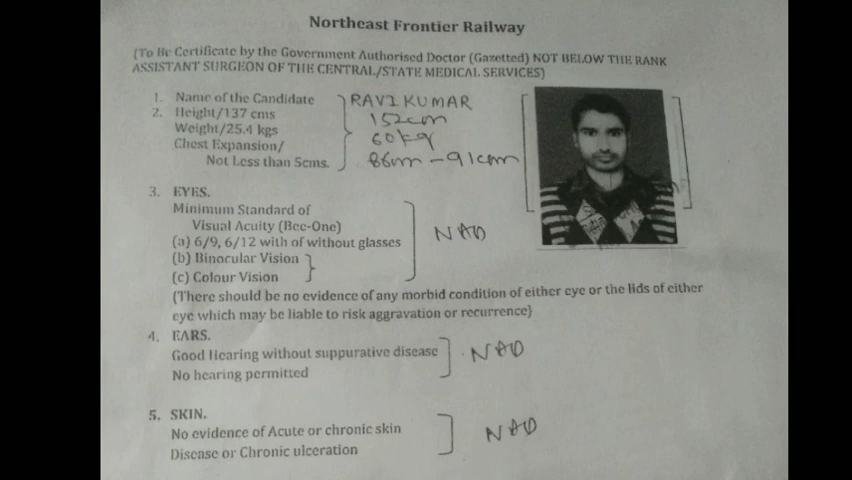 Northeast Frontier Railway
(To Be Certificate by the Government Authorised Doctor (Gazetted) NOT BELOW THE RANK
ASSISTANT SURGEON OF THE CENTRAL/STATE MEDICAL SERVICES)
1. Name of the Candidate RAVI KUMAR
2. Height/137 cms 152cm
Weight/25.4 kgs 60kg
Chest Expansion/
Not Less than 5cms. 86cm - 91cm
3. EYES.
Minimum Standard of
Visual Acuity (Bee-One)
(a) 6/9, 6/12 with of without glasses NAD
(b) Binocular Vision
(c) Colour Vision
(There should be no evidence of any morbid condition of either eye or the lids of either
eye which may be liable to risk aggravation or recurrence)
4. EARS.
Good Hearing without suppurative disease NAD
No hearing permitted
5. SKIN.
No evidence of Acute or chronic skin NAD
Disease or Chronic ulceration